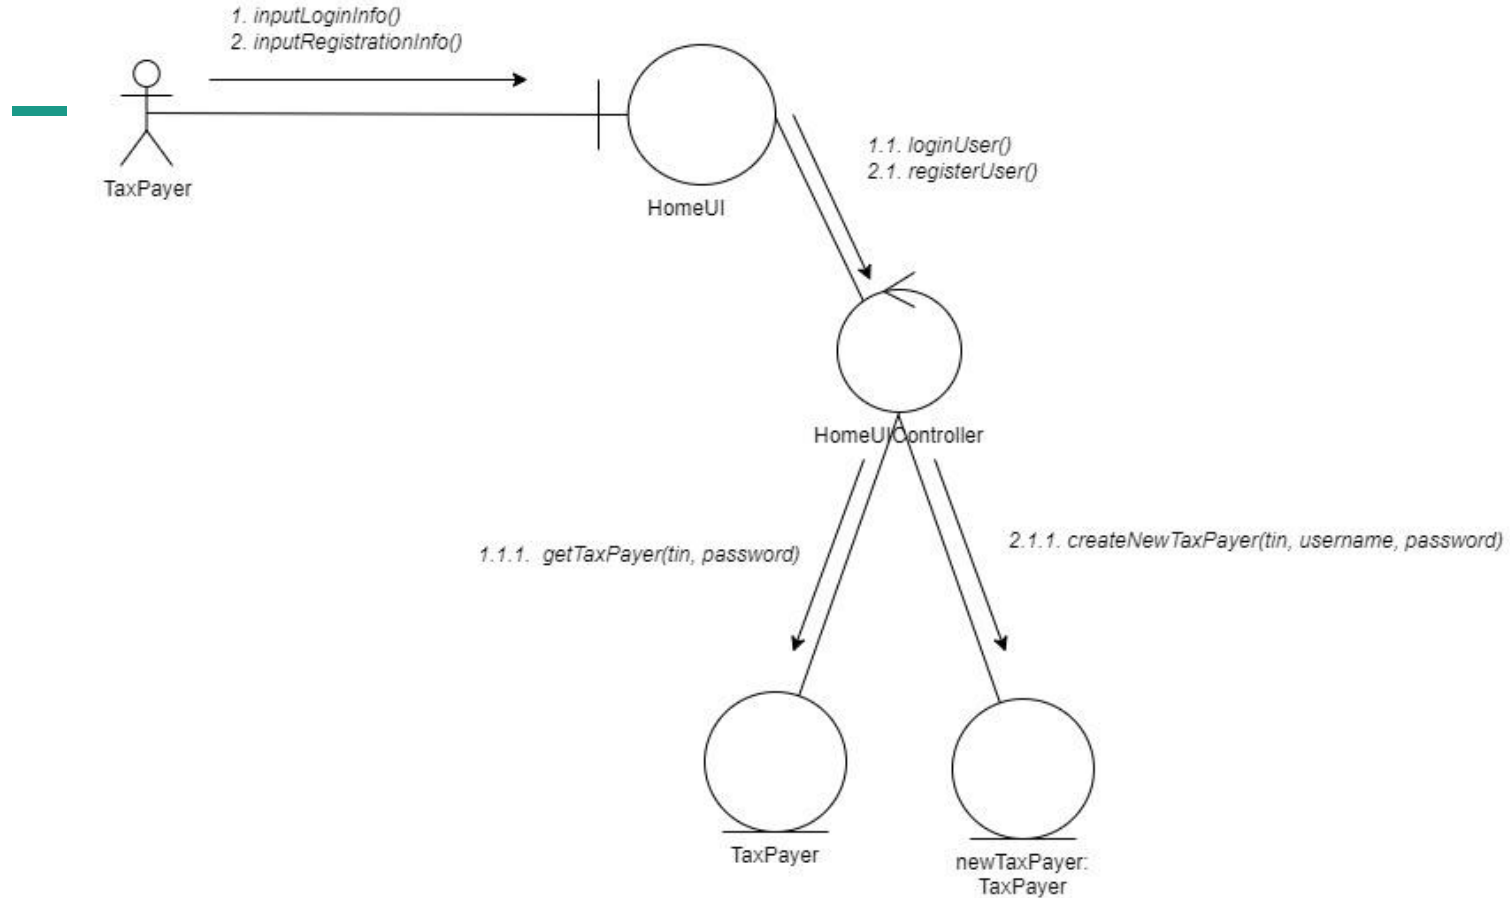 1. inputLoginInfo()
2. inputRegistrationInfo()
TaxPayer
HomeUI
1.1. loginUser()
2.1. registerUser()
HomeUIController
1.1.1. getTaxPayer(tin, password)
2.1.1. createNewTaxPayer(tin, username, password)
TaxPayer
newTaxPayer:
TaxPayer